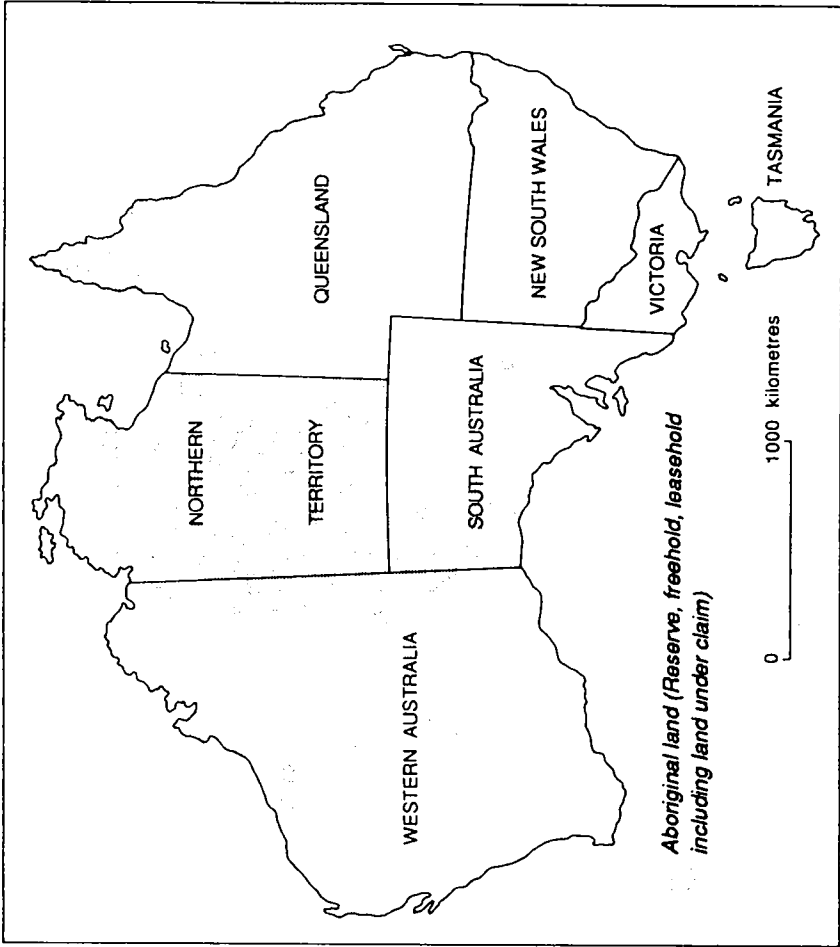 NORTHERN
TERRITORY
QUEENSLAND
WESTERN AUSTRALIA
SOUTH AUSTRALIA
NEW SOUTH WALES
VICTORIA
TASMANIA
Aboriginal land (Reserve, freehold, leasehold
including land under claim)
0 1000 kilometres